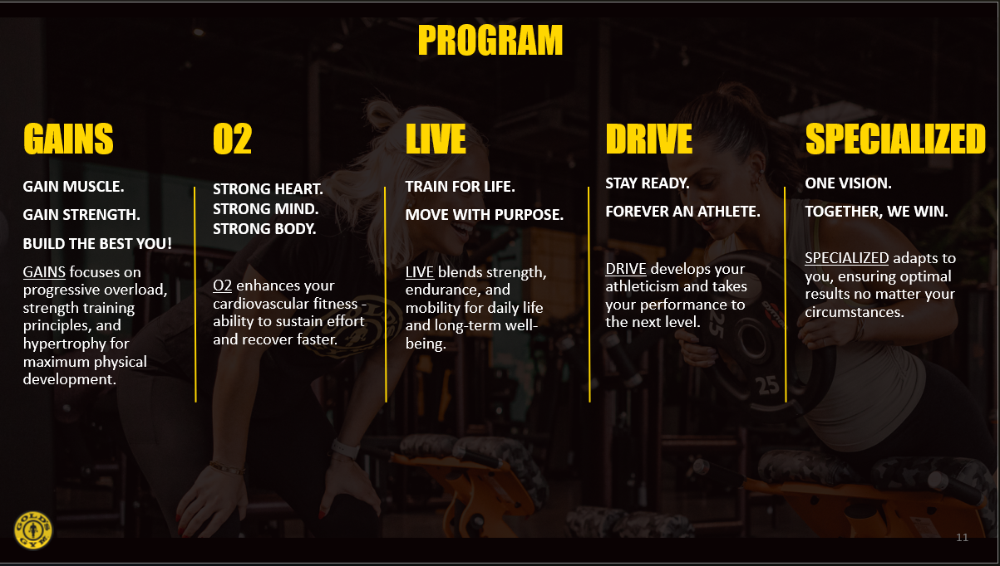 PROGRAM
GAINS
GAIN MUSCLE.
GAIN STRENGTH.
BUILD THE BEST YOU!
GAINS focuses on
progressive overload,
strength training
principles, and
hypertrophy for
maximum physical
development.
O2
STRONG HEART.
STRONG MIND.
STRONG BODY.
O2 enhances your
cardiovascular fitness -
ability to sustain effort
and recover faster.
LIVE
TRAIN FOR LIFE.
MOVE WITH PURPOSE.
LIVE blends strength,
endurance, and
mobility for daily life
and long-term well-
being.
DRIVE
STAY READY.
FOREVER AN ATHLETE.
DRIVE develops your
athleticism and takes
your performance to
the next level.
SPECIALIZED
ONE VISION.
TOGETHER, WE WIN.
SPECIALIZED adapts to
you, ensuring optimal
results no matter your
circumstances.
25
25
GOLD'S
GYM
11